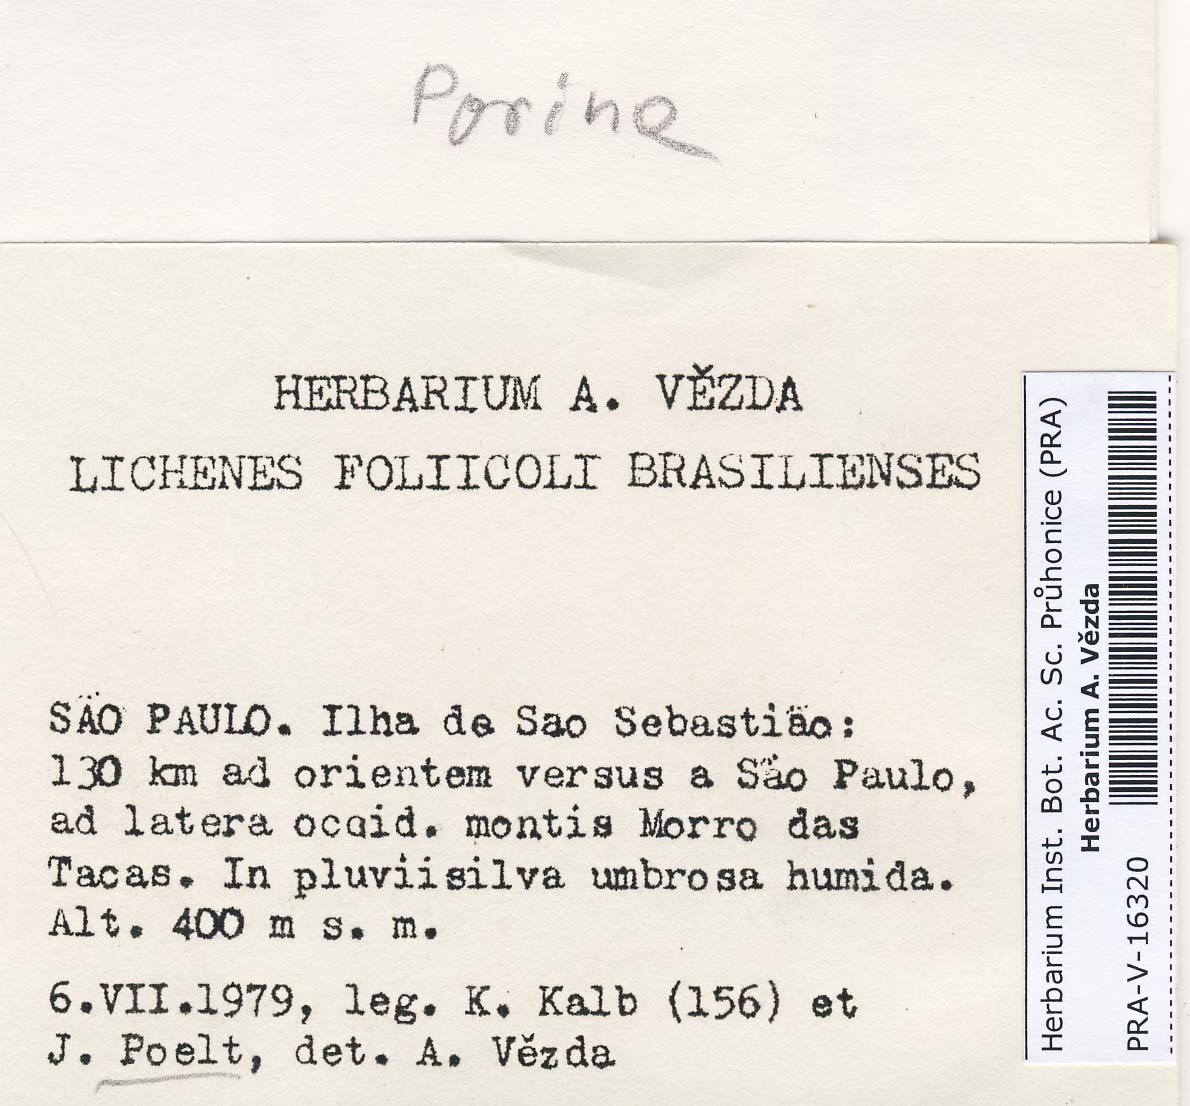 Porina
HERBARIUM A. VĚZDA
LICHENES FOLIICOLI BRASILIENSES
SÄO PAULO. Ilha de Sao Sebastiäo:
130 km ad orientem versus a Säo Paulo,
ad latera occid. montis Morro das
Tacas. In pluviisilva umbrosa humida.
Alt. 400 m s. m.
6.VII.1979, leg. K. Kalb (156) et
J. Poelt, det. A. Vězda
Herbarium Inst. Bot. Ac. Sc. Průhonice (PRA)
Herbarium A. Vězda
PRA-V-16320